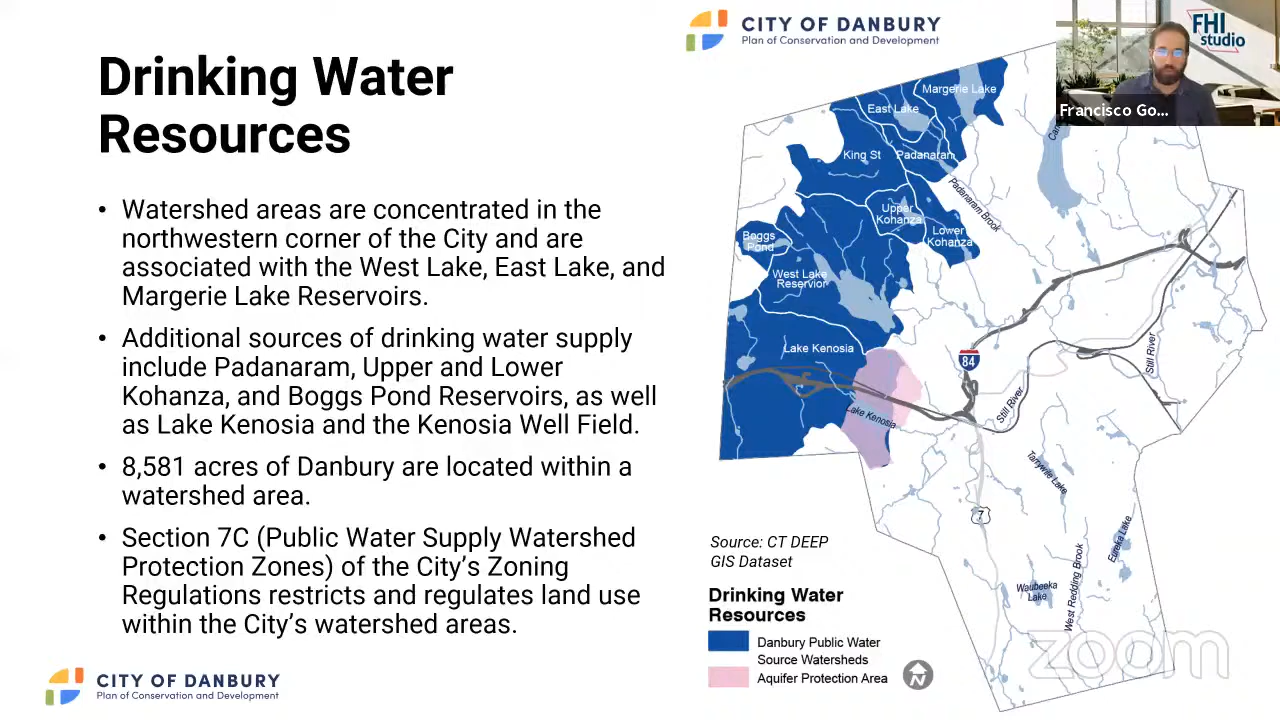 Drinking Water
Resources
• Watershed areas are concentrated in the
northwestern corner of the City and are
associated with the West Lake, East Lake, and
Margerie Lake Reservoirs.
• Additional sources of drinking water supply
include Padanaram, Upper and Lower
Kohanza, and Boggs Pond Reservoirs, as well
as Lake Kenosia and the Kenosia Well Field.
• 8,581 acres of Danbury are located within a
watershed area.
• Section 7C (Public Water Supply Watershed
Protection Zones) of the City's Zoning
Regulations restricts and regulates land use
within the City's watershed areas.
CITY OF DANBURY
Plan of Conservation and Development
CITY OF DANBURY
Plan of Conservation and Development
FHI
studio
Francisco Go...
Margerie Lake
East Lake
Can
King St
Padanaram
Padanaram Brook
Upper
Kohanza
Lower
Kohanza
Boggs
Pond
West Lake
Reservior
Lake Kenosia
84
Lake Kenosia
Still River
Still River
Tarrywile Lake
7
Eureka Lake
Waubeeka
Lake
West Redding Brook
Source: CT DEEP
GIS Dataset
Drinking Water
Resources
Danbury Public Water
Source Watersheds
Aquifer Protection Area
N
zoom